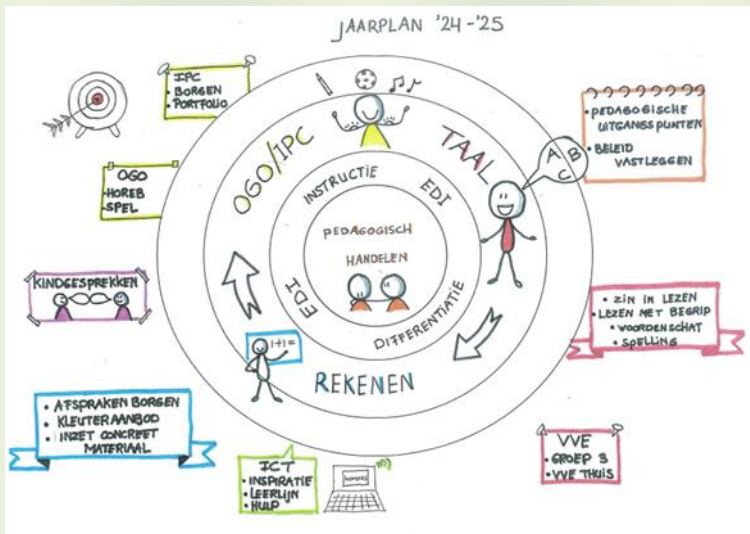 JAARPLAN '24-'25
IPC
• BORGEN
• PORTFOLIO
OGO
• HOREB
• SPEL
KINDGESPREKKEN
• AFSPRAKEN BORGEN
• KLEUTERAANBOD
• INZET CONCREET
MATERIAAL
ICT
• INSPIRATIE
• LEERLIJN
• HULP
OGO/IPC
TAAL
REKENEN
1+1=
INSTRUCTIE
EDI
EDI
DIFFERENTIATIE
PEDAGOGISCH
HANDELEN
A B
C
• PEDAGOGISCHE
UITGANGSPUNTEN
• BELEID
VASTLEGGEN
• ZIN IN LEZEN
• LEZEN MET BEGRIP
• WOORDENSCHAT
• SPELLING
VVE
• GROEP 3
• VVE THUIS